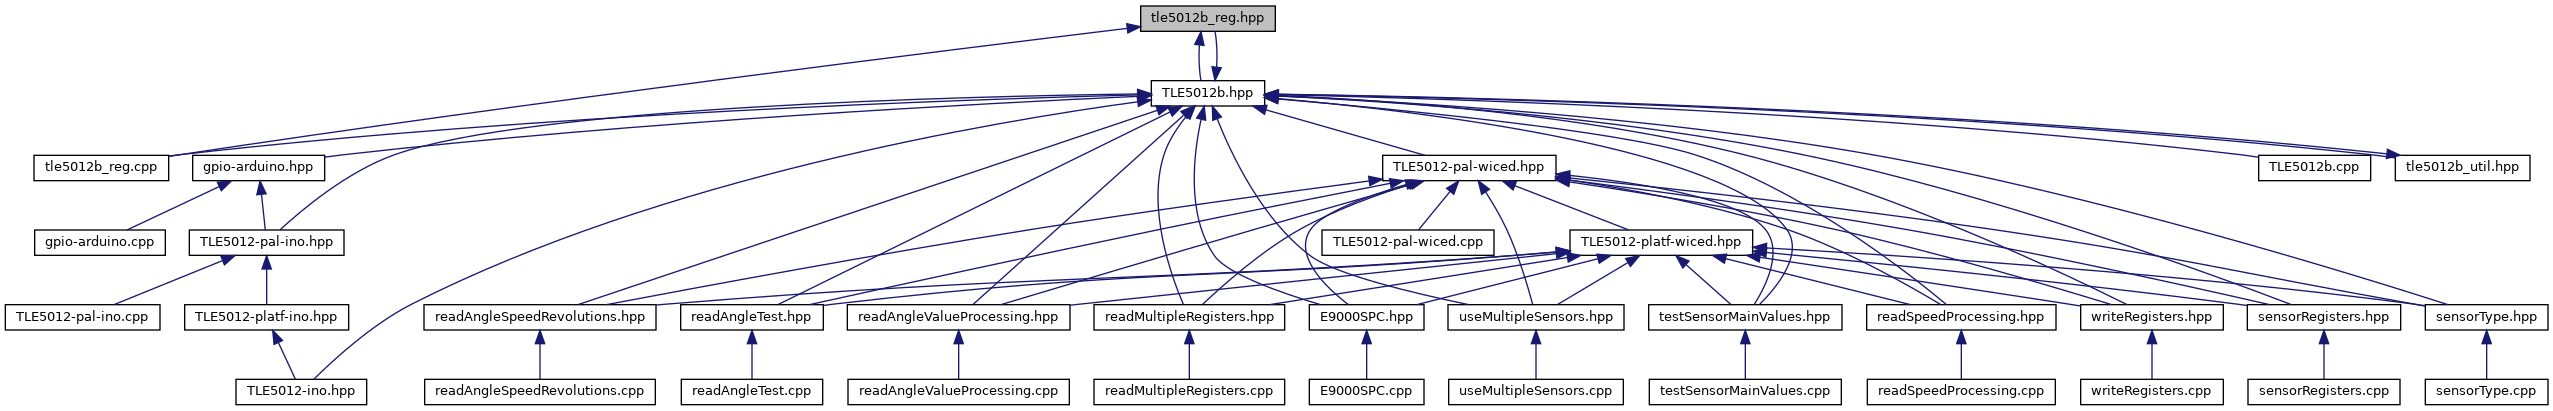 tle5012b_reg.hpp
TLE5012b.hpp
tle5012b_reg.cpp
gpio-arduino.hpp
TLE5012-pal-wiced.hpp
TLE5012b.cpp
tle5012b_util.hpp
gpio-arduino.cpp
TLE5012-pal-ino.hpp
TLE5012-pal-wiced.cpp
TLE5012-platf-wiced.hpp
TLE5012-pal-ino.cpp
TLE5012-platf-ino.hpp
readAngleSpeedRevolutions.hpp
readAngleTest.hpp
readAngleValueProcessing.hpp
readMultipleRegisters.hpp
E9000SPC.hpp
useMultipleSensors.hpp
testSensorMainValues.hpp
readSpeedProcessing.hpp
writeRegisters.hpp
sensorRegisters.hpp
sensorType.hpp
TLE5012-ino.hpp
readAngleSpeedRevolutions.cpp
readAngleTest.cpp
readAngleValueProcessing.cpp
readMultipleRegisters.cpp
E9000SPC.cpp
useMultipleSensors.cpp
testSensorMainValues.cpp
readSpeedProcessing.cpp
writeRegisters.cpp
sensorRegisters.cpp
sensorType.cpp